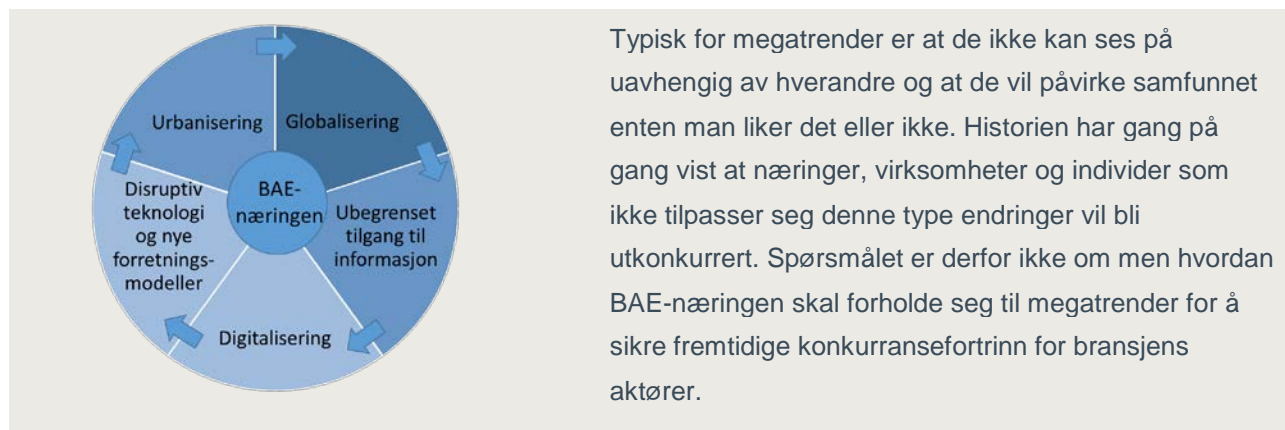 Urbanisering
Globalisering
BAE-
næringen
Disruptiv
teknologi
og nye
forretnings-
modeller
Ubegrenset
tilgang til
informasjon
Digitalisering
Typisk for megatrender er at de ikke kan ses på
uavhengig av hverandre og at de vil påvirke samfunnet
enten man liker det eller ikke. Historien har gang på
gang vist at næringer, virksomheter og individer som
ikke tilpasser seg denne type endringer vil bli
utkonkurrert. Spørsmålet er derfor ikke om men hvordan
BAE-næringen skal forholde seg til megatrender for å
sikre fremtidige konkurransefortrinn for bransjens
aktører.